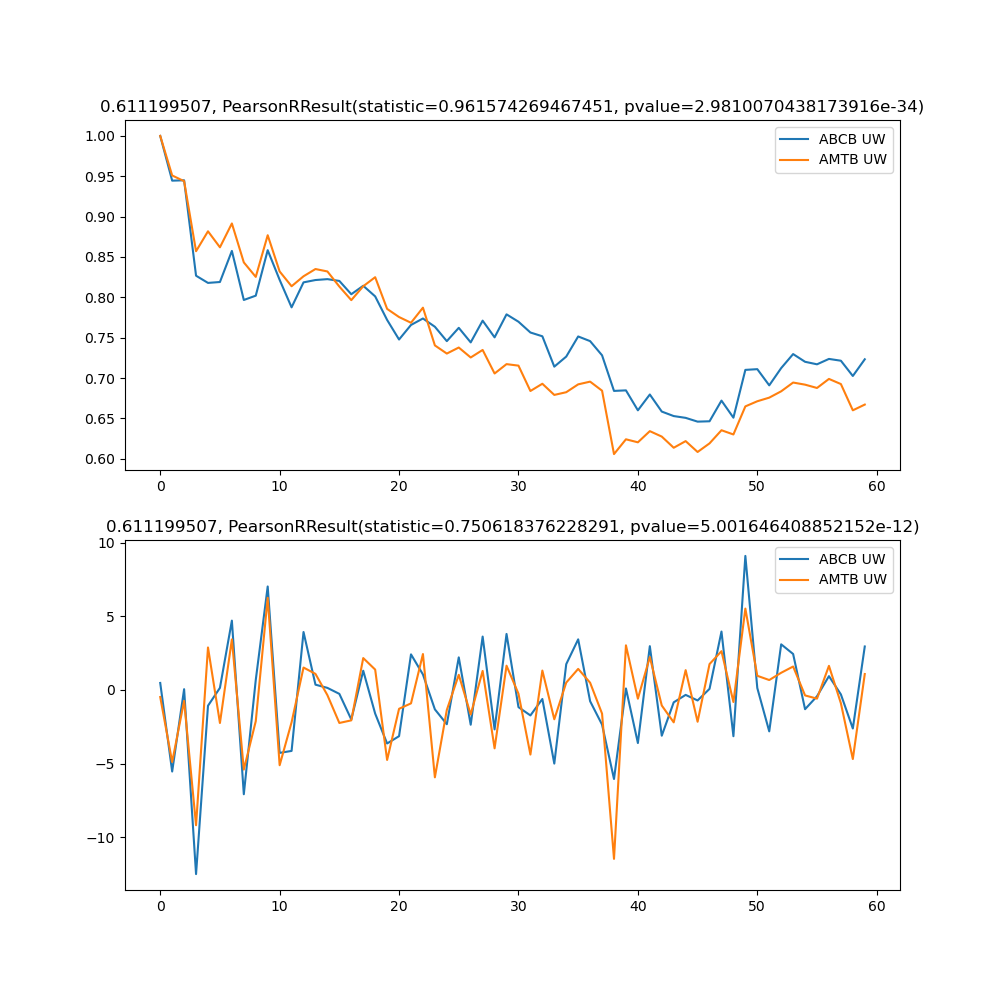 0.611199507, PearsonRResult(statistic=0.961574269467451, pvalue=2.9810070438173916e-34)
ABCB UW
AMTB UW
1.00
0.95
0.90
0.85
0.80
0.75
0.70
0.65
0.60
0 10 20 30 40 50 60
0.611199507, PearsonRResult(statistic=0.750618376228291, pvalue=5.001646408852152e-12)
ABCB UW
AMTB UW
10
5
0
−5
−10
0 10 20 30 40 50 60